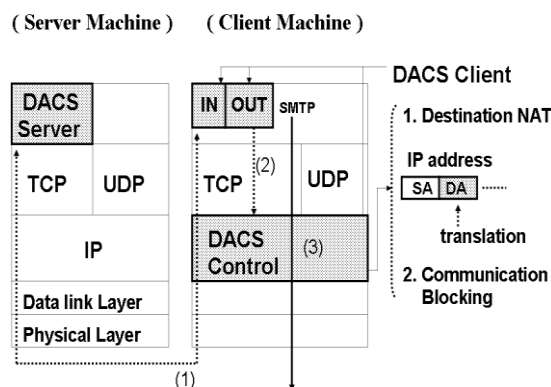 ( Server Machine )
( Client Machine )
DACS
Server
TCP
UDP
IP
Data link Layer
Physical Layer
(1)
IN
OUT
SMTP
(2)
TCP
UDP
DACS
Control
(3)
DACS Client
1. Destination NAT
IP address
SA
DA
translation
2. Communication
Blocking